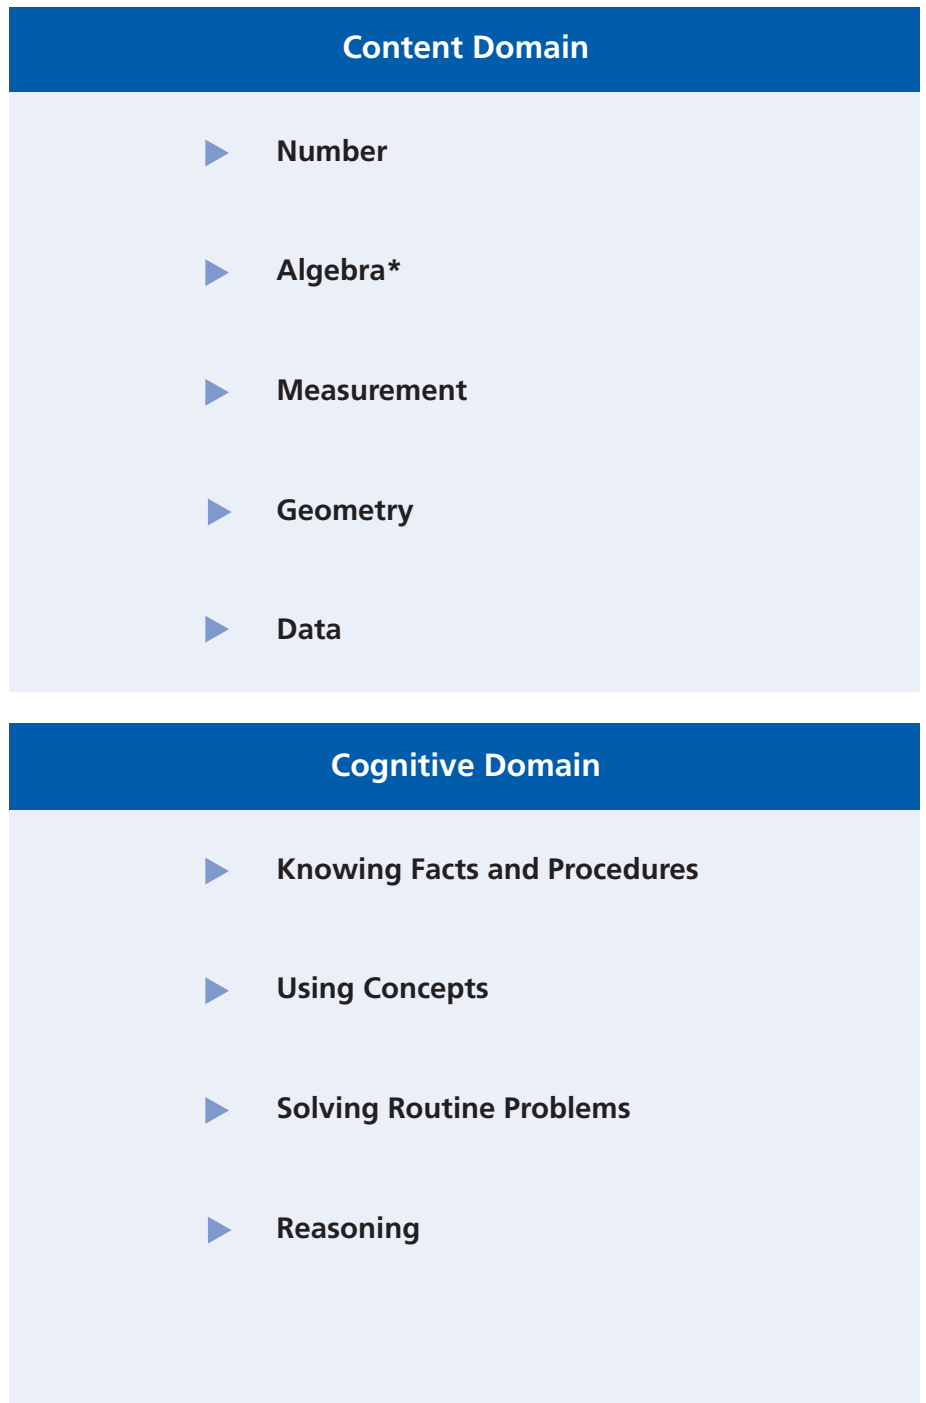 Content Domain
Number
Algebra*
Measurement
Geometry
Data
Cognitive Domain
Knowing Facts and Procedures
Using Concepts
Solving Routine Problems
Reasoning